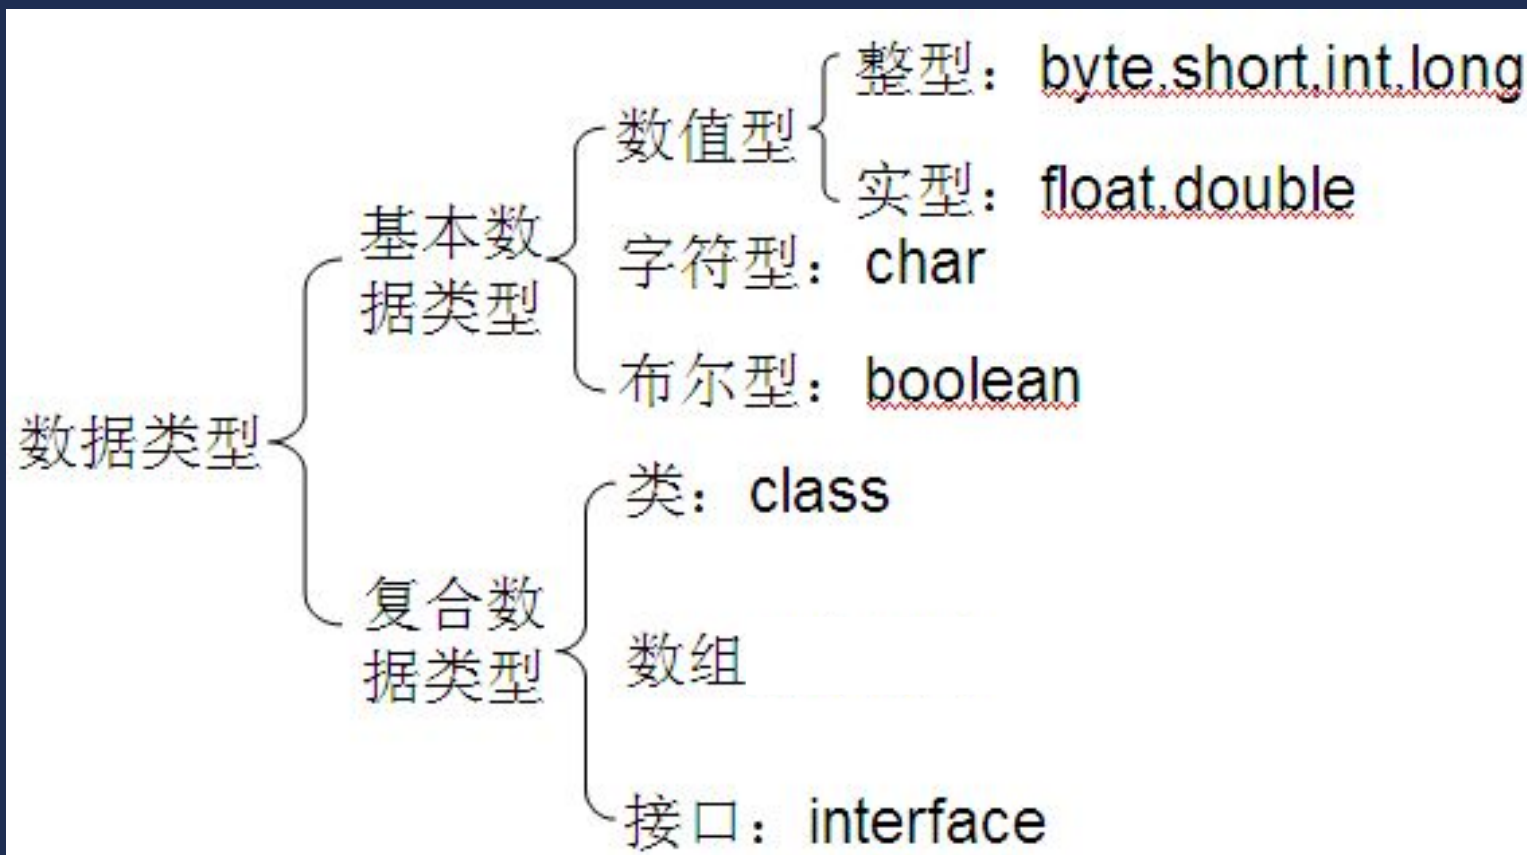 数据类型
基本数
据类型
数值型
整型：byte,short,int,long
实型：float,double
字符型：char
布尔型：boolean
复合数
据类型
类：class
数组
接口：interface